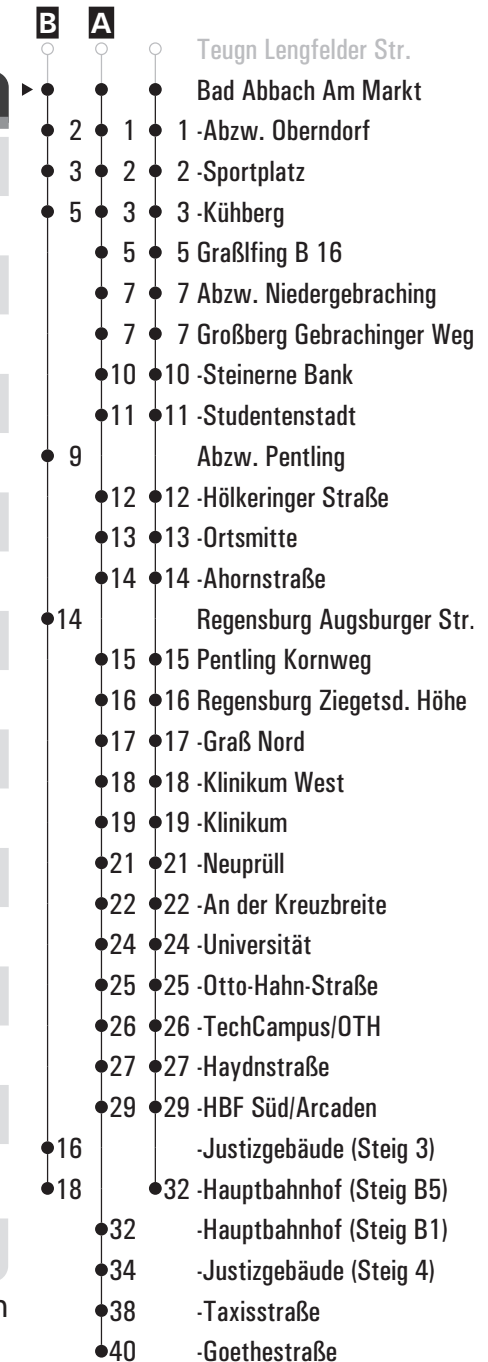 B A
Teugn Lengfelder Str.
Bad Abbach Am Markt
2 1 1 -Abzw. Oberndorf
3 2 2 -Sportplatz
5 3 3 -Kühberg
5 5 Graßlfing B 16
7 7 Abzw. Niedergebraching
7 7 Großberg Gebrachinger Weg
10 10 -Steinerne Bank
11 11 -Studentenstadt
9 Abzw. Pentling
12 12 -Hölkeringer Straße
13 13 -Ortsmitte
14 14 -Ahornstraße
14 Regensburg Augsburger Str.
15 15 Pentling Kornweg
16 16 Regensburg Ziegetsd. Höhe
17 17 -Graß Nord
18 18 -Klinikum West
19 19 -Klinikum
21 21 -Neuprüll
22 22 -An der Kreuzbreite
24 24 -Universität
25 25 -Otto-Hahn-Straße
26 26 -TechCampus/OTH
27 27 -Haydnstraße
29 29 -HBF Süd/Arcaden
16 -Justizgebäude (Steig 3)
18 32 -Hauptbahnhof (Steig B5)
32 -Hauptbahnhof (Steig B1)
34 -Justizgebäude (Steig 4)
38 -Taxisstraße
40 -Goethestraße